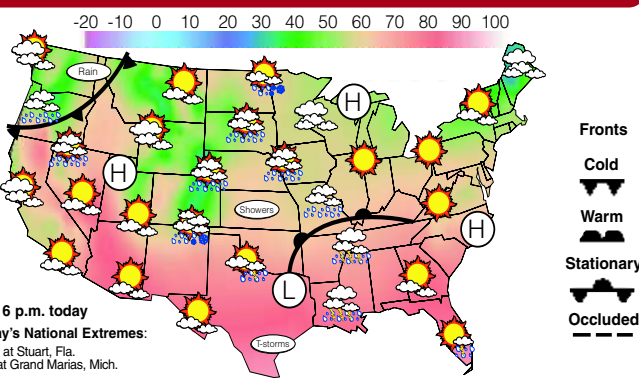 -20 -10 0 10 20 30 40 50 60 70 80 90 100
Rain
H
H
Showers
H
L
T-storms
Fronts
Cold
Warm
Stationary
Occluded
6 p.m. today
y's National Extremes:
at Stuart, Fla.
at Grand Marias, Mich.